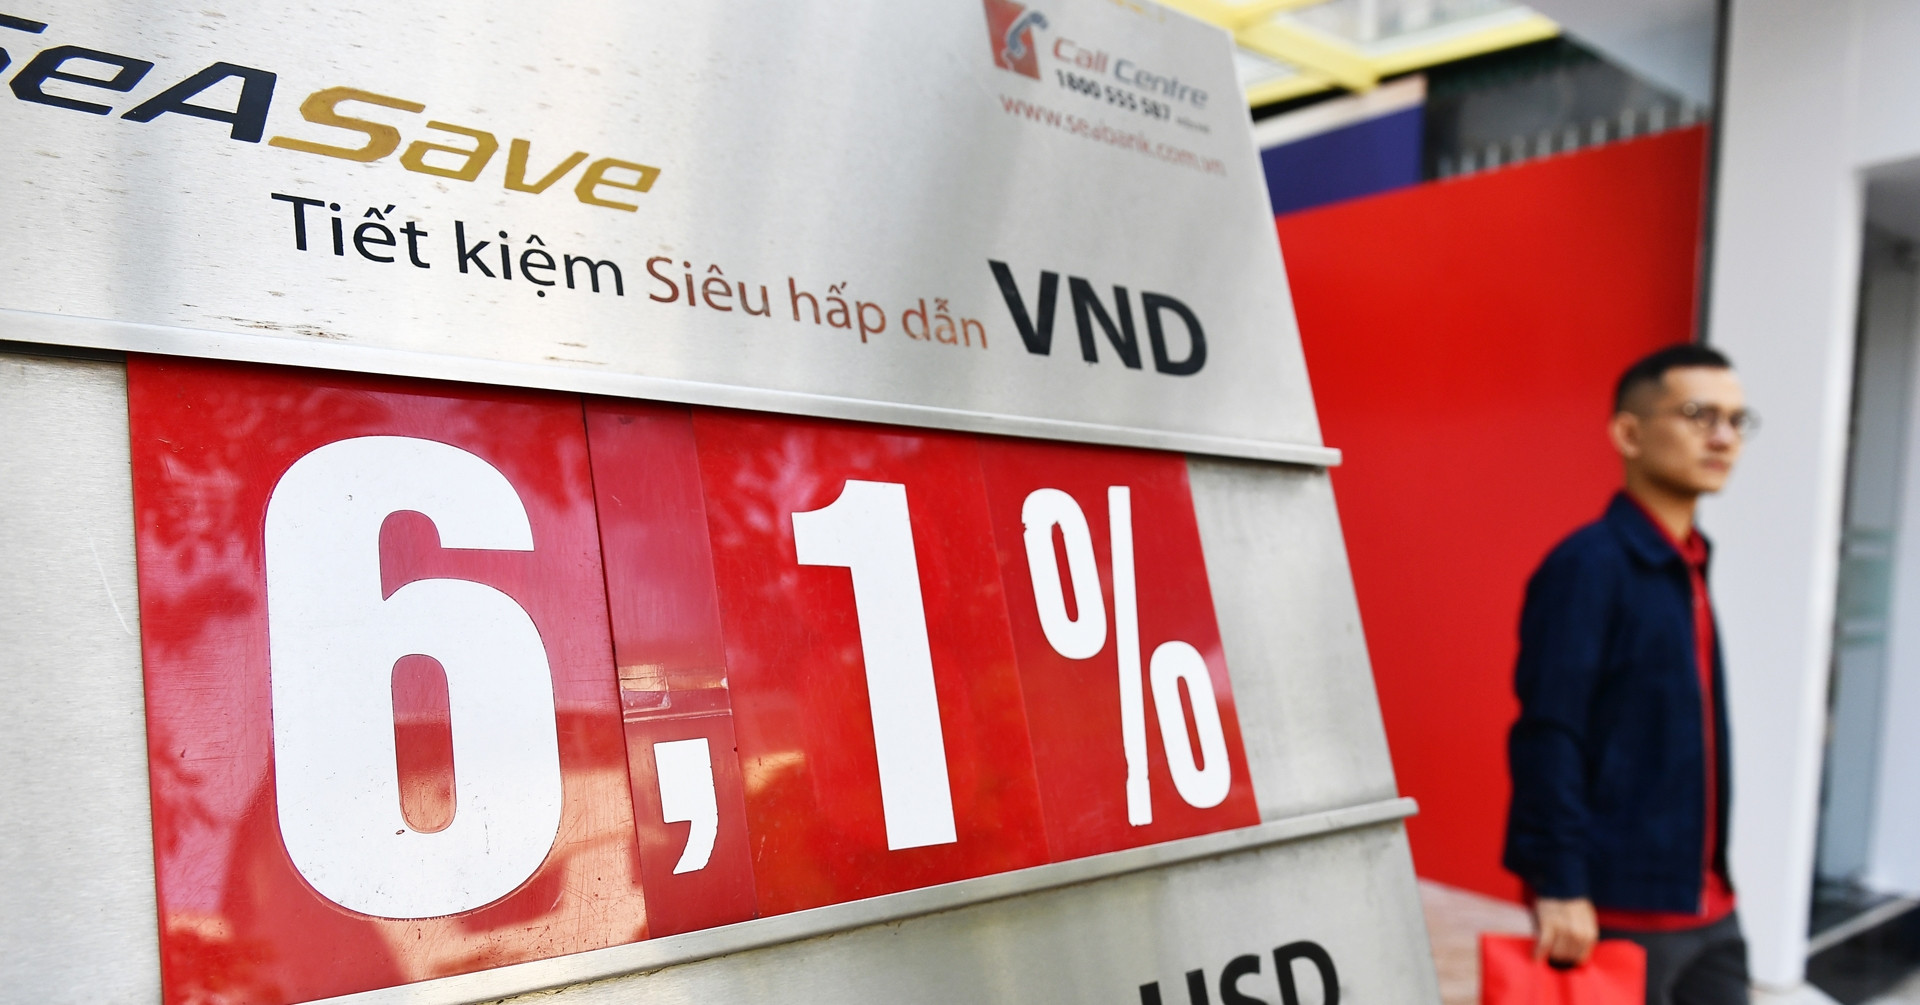 SeASave
Call Centre
1800 555 587
www.seabank.com.vn
Tiết kiệm Siêu hấp dẫn VND
6,1%
USD